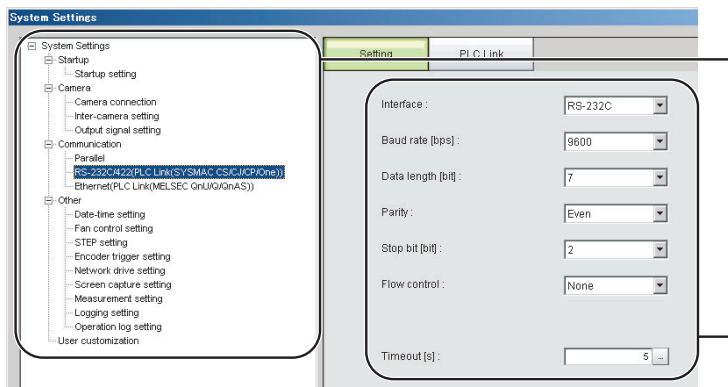 System Settings
System Settings
Startup
Startup setting
Camera
Camera connection
Inter-camera setting
Output signal setting
Communication
Parallel
RS-232C/422(PLC Link(SYSMAC CS/CJ/CP/One))
Ethernet(PLC Link(MELSEC QnU/Q/QnAS))
Other
Date-time setting
Fan control setting
STEP setting
Encoder trigger setting
Network drive setting
Screen capture setting
Measurement setting
Logging setting
Operation log setting
User customization
Setting PLC Link
Interface : RS-232C
Baud rate [bps] : 9600
Data length [bit] : 7
Parity : Even
Stop bit [bit] : 2
Flow control : None
Timeout [s] : 5 ...